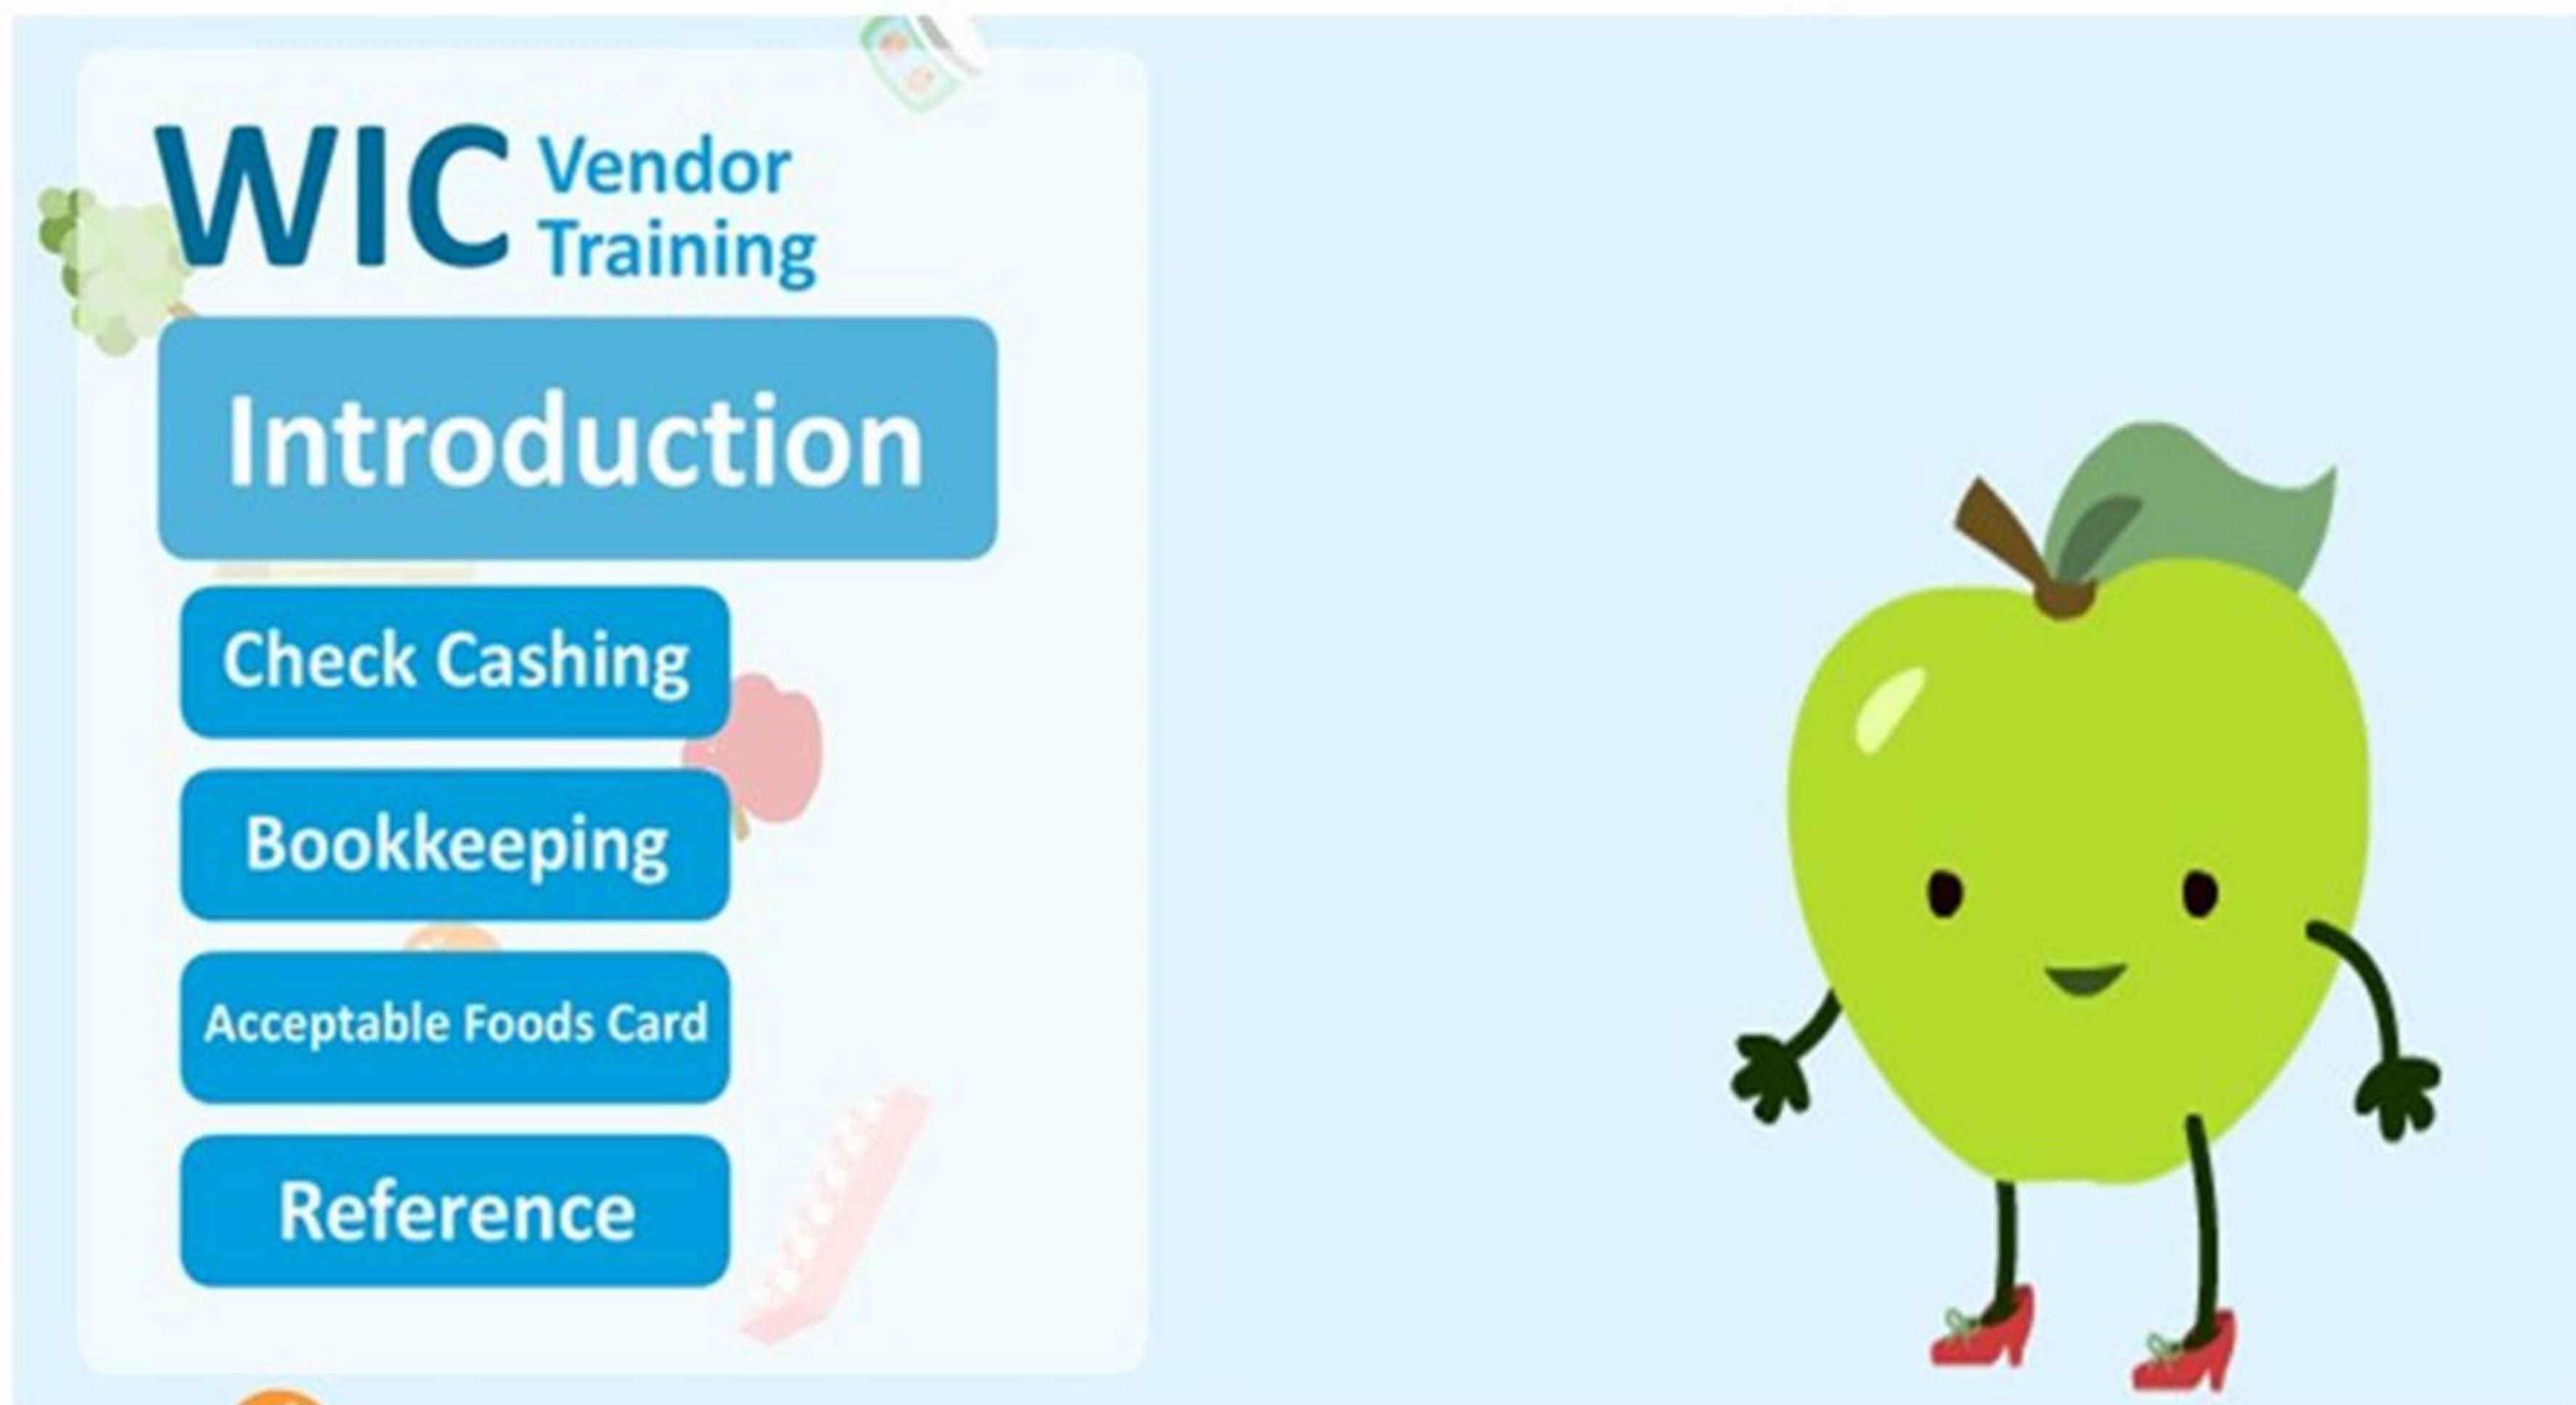 WIC Vendor
Training
Introduction
Check Cashing
Bookkeeping
Acceptable Foods Card
Reference